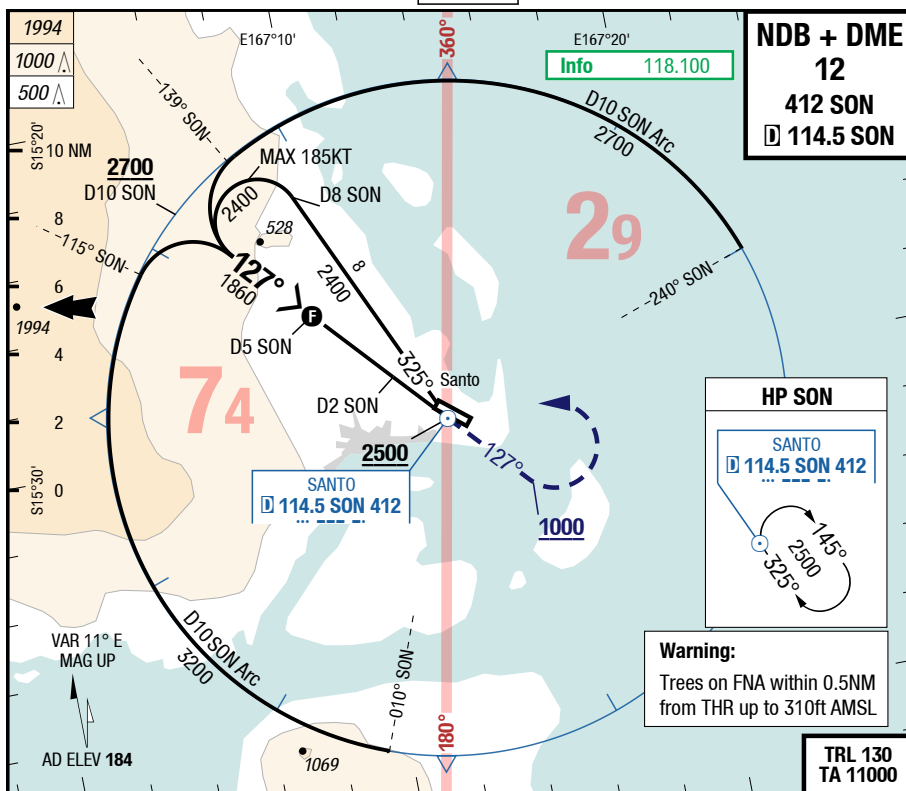 1994
1000
500
E167°10'
360°
E167°20'
Info 118.100
NDB + DME
12
412 SON
D 114.5 SON
139° SON
D10 SON Arc
2700
S15°20'
10 NM
2700
D10 SON
MAX 185KT
2400
D8 SON
8
528
29
115° SON
127°
1860
8
2400
240° SON
6
1994
F
D5 SON
4
74
325°
Santo
D2 SON
HP SON
2
2500
127°
SANTO
D 114.5 SON 412
SANTO
D 114.5 SON 412
S15°30'
0
1000
145°
2500
325°
D10 SON Arc
3200
010° SON
VAR 11° E
MAG UP
Warning:
Trees on FNA within 0.5NM
from THR up to 310ft AMSL
180°
AD ELEV 184
1069
TRL 130
TA 11000